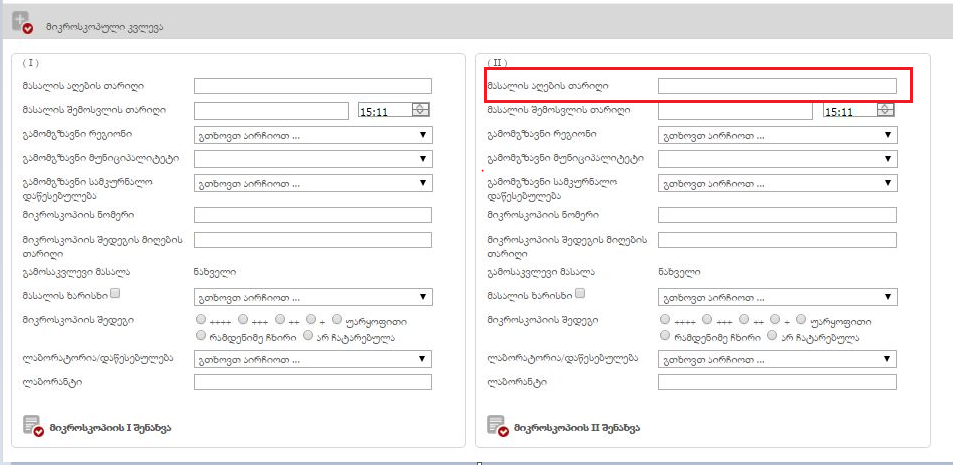 მიკროსკოპული კვლევა
( I )
მასალის აღების თარიღი
მასალის შემოსვლის თარიღი
15:11
გამომგზავნი რეგიონი
გთხოვთ აირჩიოთ ...
გამომგზავნი მუნიციპალიტეტი
გამომგზავნი სამკურნალო
დაწესებულება
გთხოვთ აირჩიოთ ...
მიკროსკოპიის ნომერი
მიკროსკოპიის შედეგის მიღების
თარიღი
გამოსაკვლევი მასალა
ნახველი
მასალის ხარისხი
გთხოვთ აირჩიოთ ...
მიკროსკოპიის შედეგი
++++ +++ ++ + უარყოფითი
რამდენიმე ჩხირი არ ჩატარებულა
ლაბორატორია/დაწესებულება
გთხოვთ აირჩიოთ ...
ლაბორანტი
მიკროსკოპიის I შენახვა
( II )
მასალის აღების თარიღი
მასალის შემოსვლის თარიღი
15:11
გამომგზავნი რეგიონი
გთხოვთ აირჩიოთ ...
გამომგზავნი მუნიციპალიტეტი
გამომგზავნი სამკურნალო
დაწესებულება
გთხოვთ აირჩიოთ ...
მიკროსკოპიის ნომერი
მიკროსკოპიის შედეგის მიღების
თარიღი
გამოსაკვლევი მასალა
ნახველი
მასალის ხარისხი
გთხოვთ აირჩიოთ ...
მიკროსკოპიის შედეგი
++++ +++ ++ + უარყოფითი
რამდენიმე ჩხირი არ ჩატარებულა
ლაბორატორია/დაწესებულება
გთხოვთ აირჩიოთ ...
ლაბორანტი
მიკროსკოპიის II შენახვა